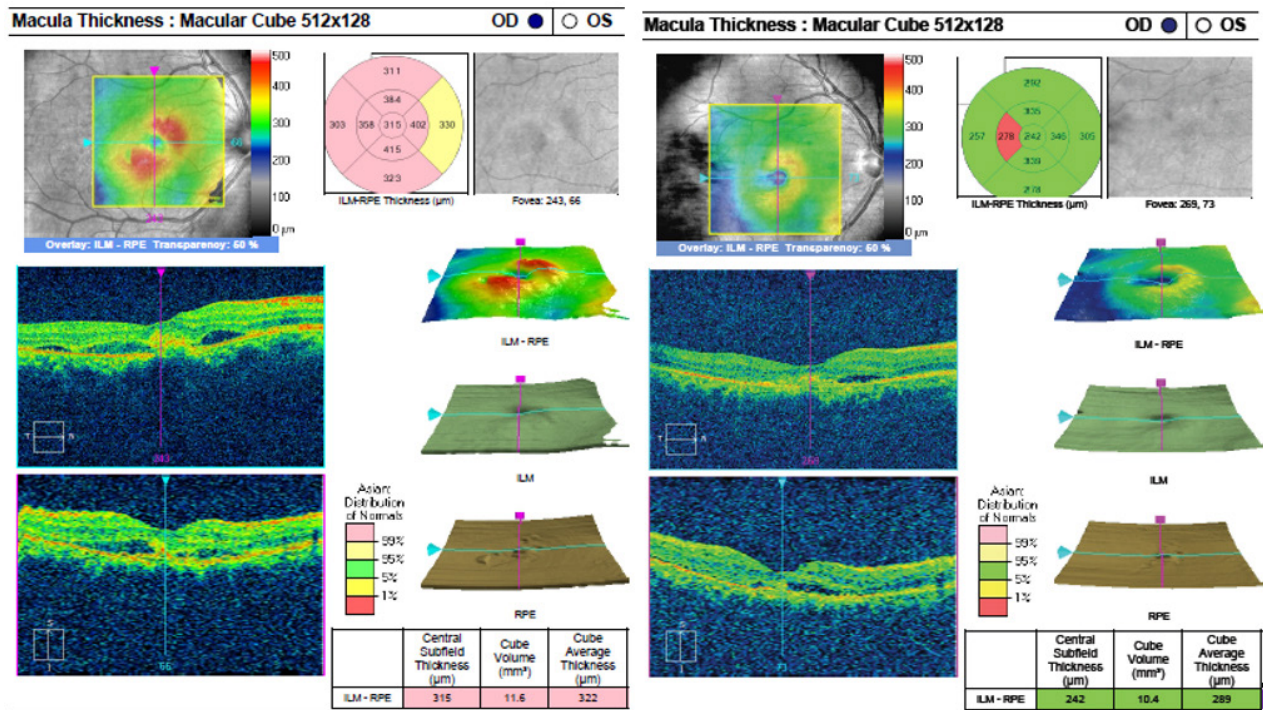 Macula Thickness : Macular Cube 512x128 OD OS
500
400
300
200
100
0 µm
66
243
Overlay: ILM - RPE Transparency: 50 %
311
384
303 358 315 402 330
415
323
ILM-RPE Thickness (µm)
Fovea: 243, 66
ILM - RPE
243
T N
ILM
Asian:
Distribution
of Normals
99%
95%
5%
1%
RPE
S
I
66
Central
Subfield
Thickness
(µm)
Cube
Volume
(mm³)
Cube
Average
Thickness
(µm)
ILM - RPE 315 11.6 322
Macula Thickness : Macular Cube 512x128 OD OS
500
400
300
200
100
0 µm
Overlay: ILM - RPE Transparency: 50 %
292
335
257 278 242 346 305
339
278
ILM-RPE Thickness (µm)
Fovea: 269, 73
ILM - RPE
269
T N
ILM
Asian:
Distribution
of Normals
99%
95%
5%
1%
RPE
S
I
73
Central
Subfield
Thickness
(µm)
Cube
Volume
(mm³)
Cube
Average
Thickness
(µm)
ILM - RPE 242 10.4 289